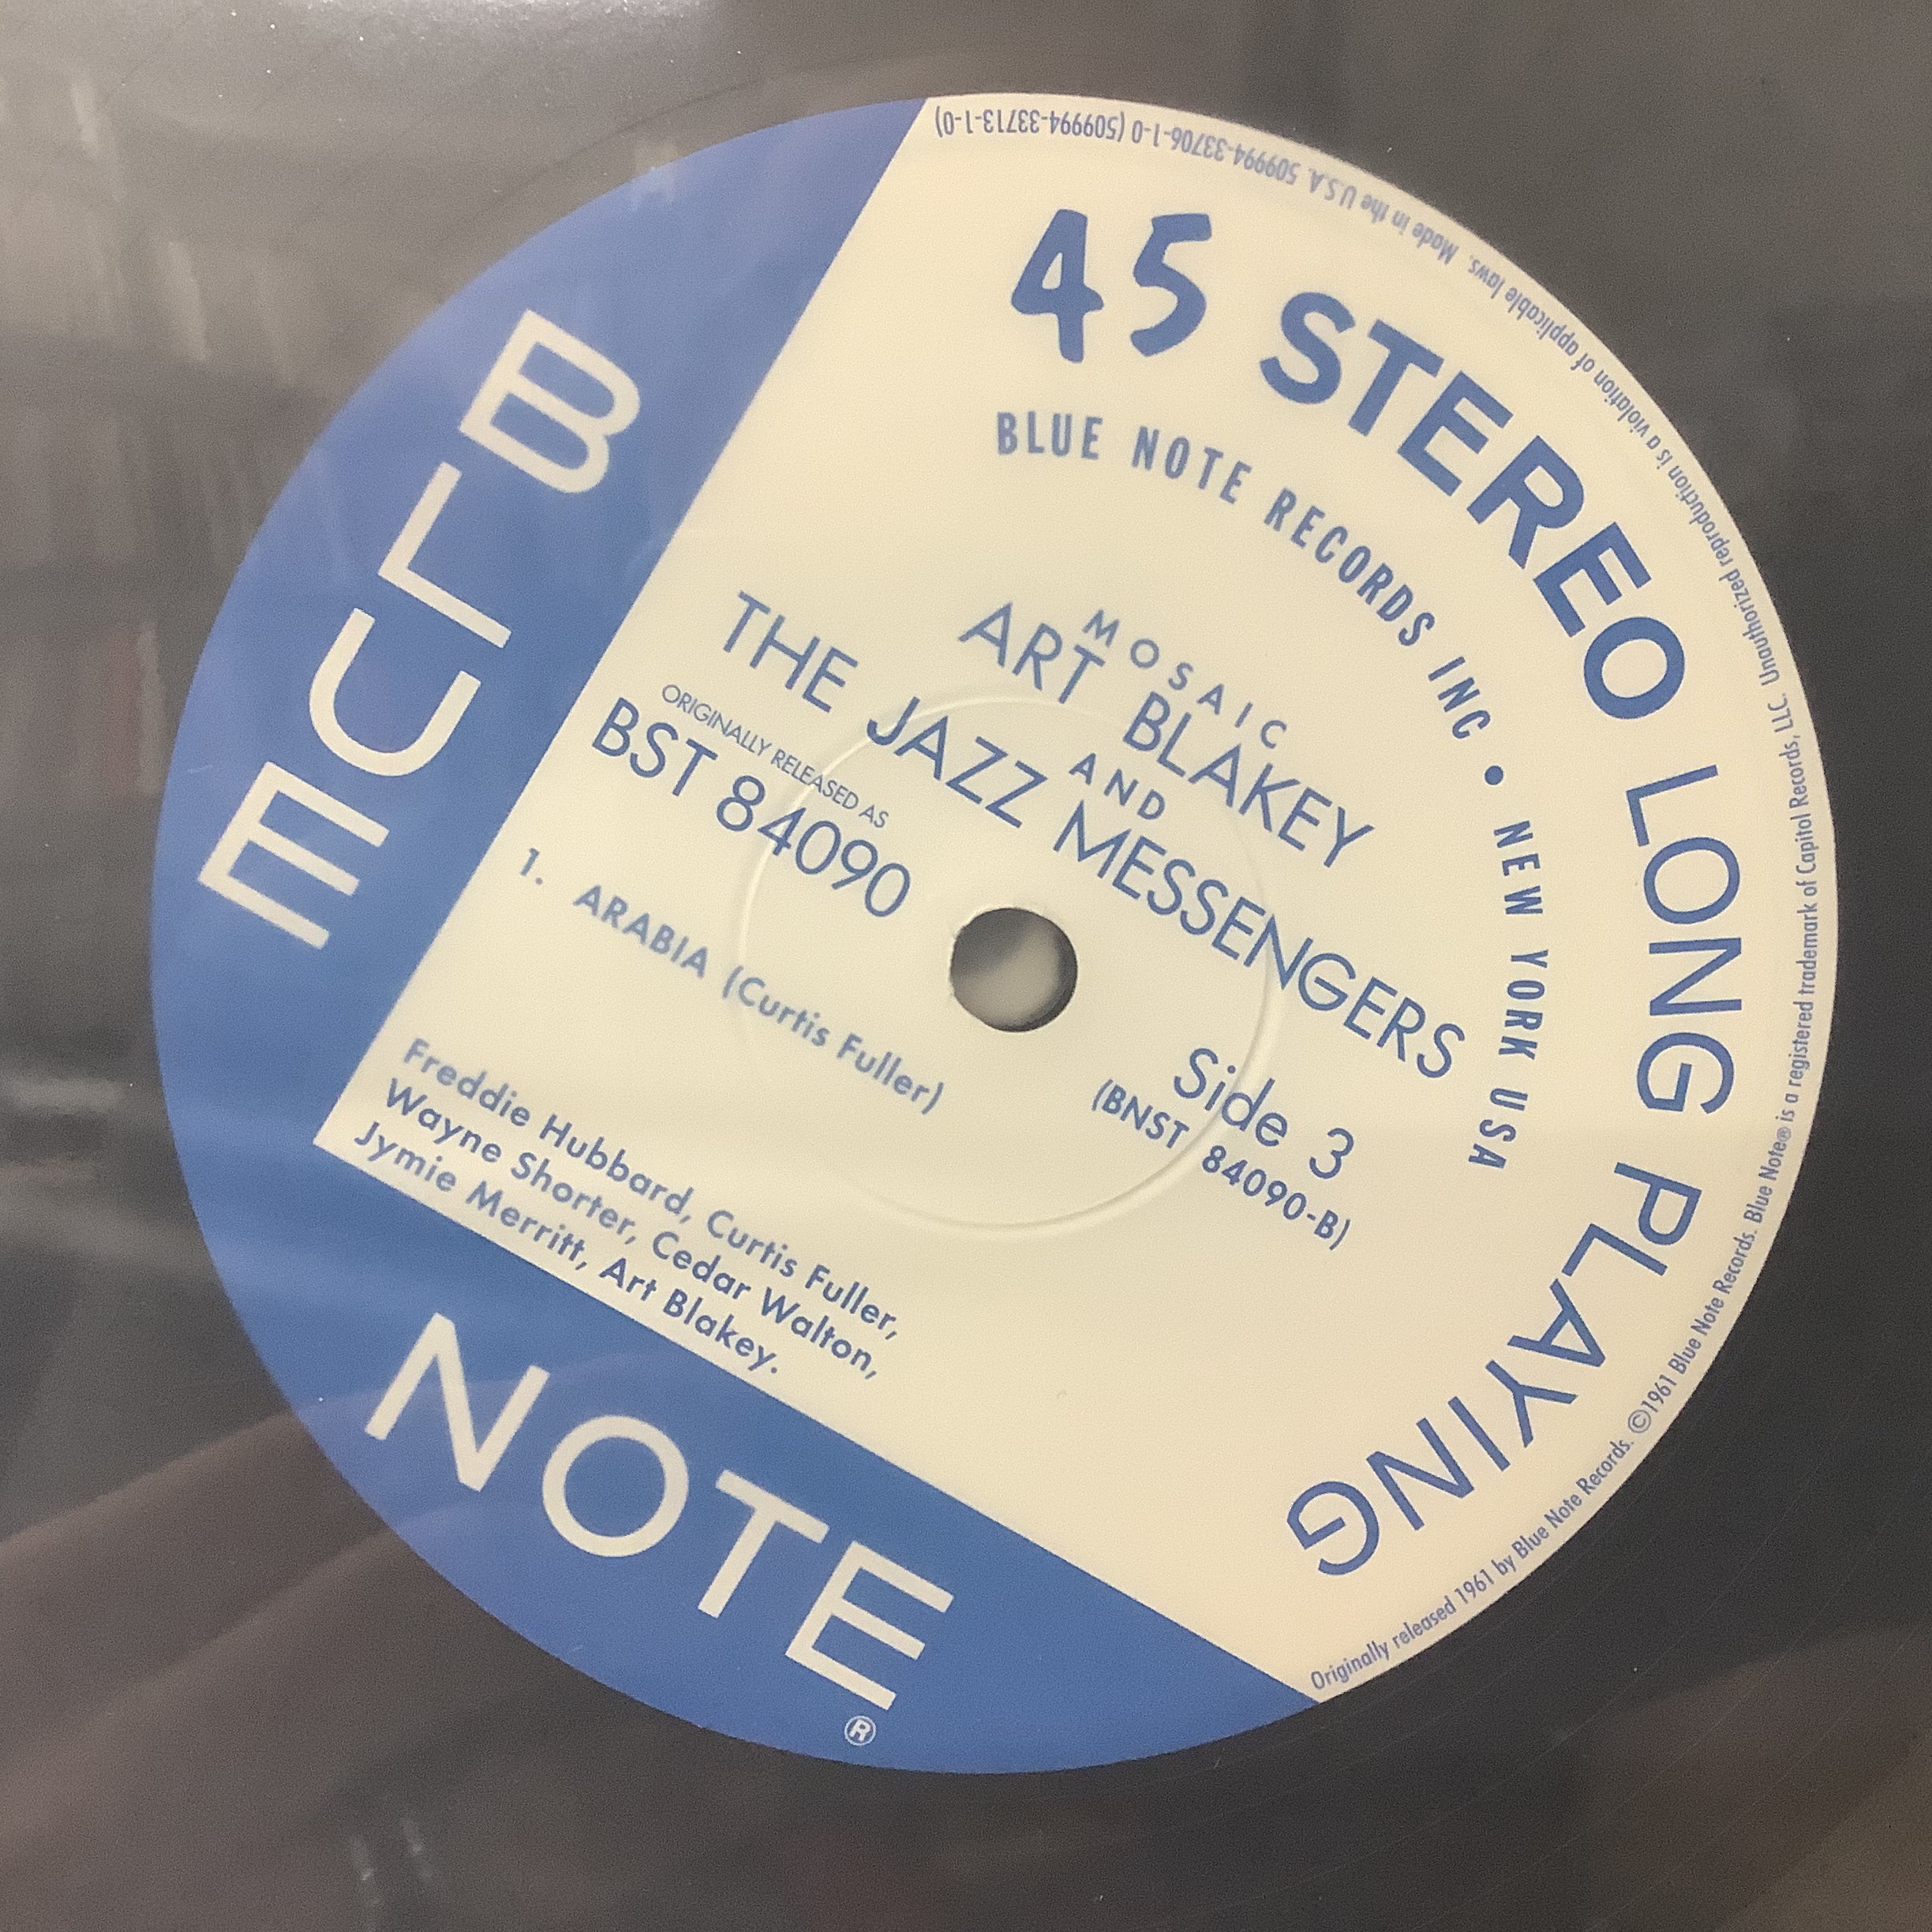 45 STEREO LONG PLAYING
BLUE NOTE RECORDS INC • NEW YORK USA
MOSAIC
ART BLAKEY
AND
THE JAZZ MESSENGERS
ORIGINALLY RELEASED AS
BST 84090
Side 3
(BNST 84090-B)
1. ARABIA (Curtis Fuller)
Freddie Hubbard, Curtis Fuller,
Wayne Shorter, Cedar Walton,
Jymie Merritt, Art Blakey.
BLUE
NOTE®
Originally released 1961 by Blue Note Records. ©1961 Blue Note Records. Blue Note® is a registered trademark of Capitol Records, LLC. Unauthorized reproduction is a violation of applicable laws. Made in the U.S.A. 509994-33706-1-0 (509994-33713-1-0)